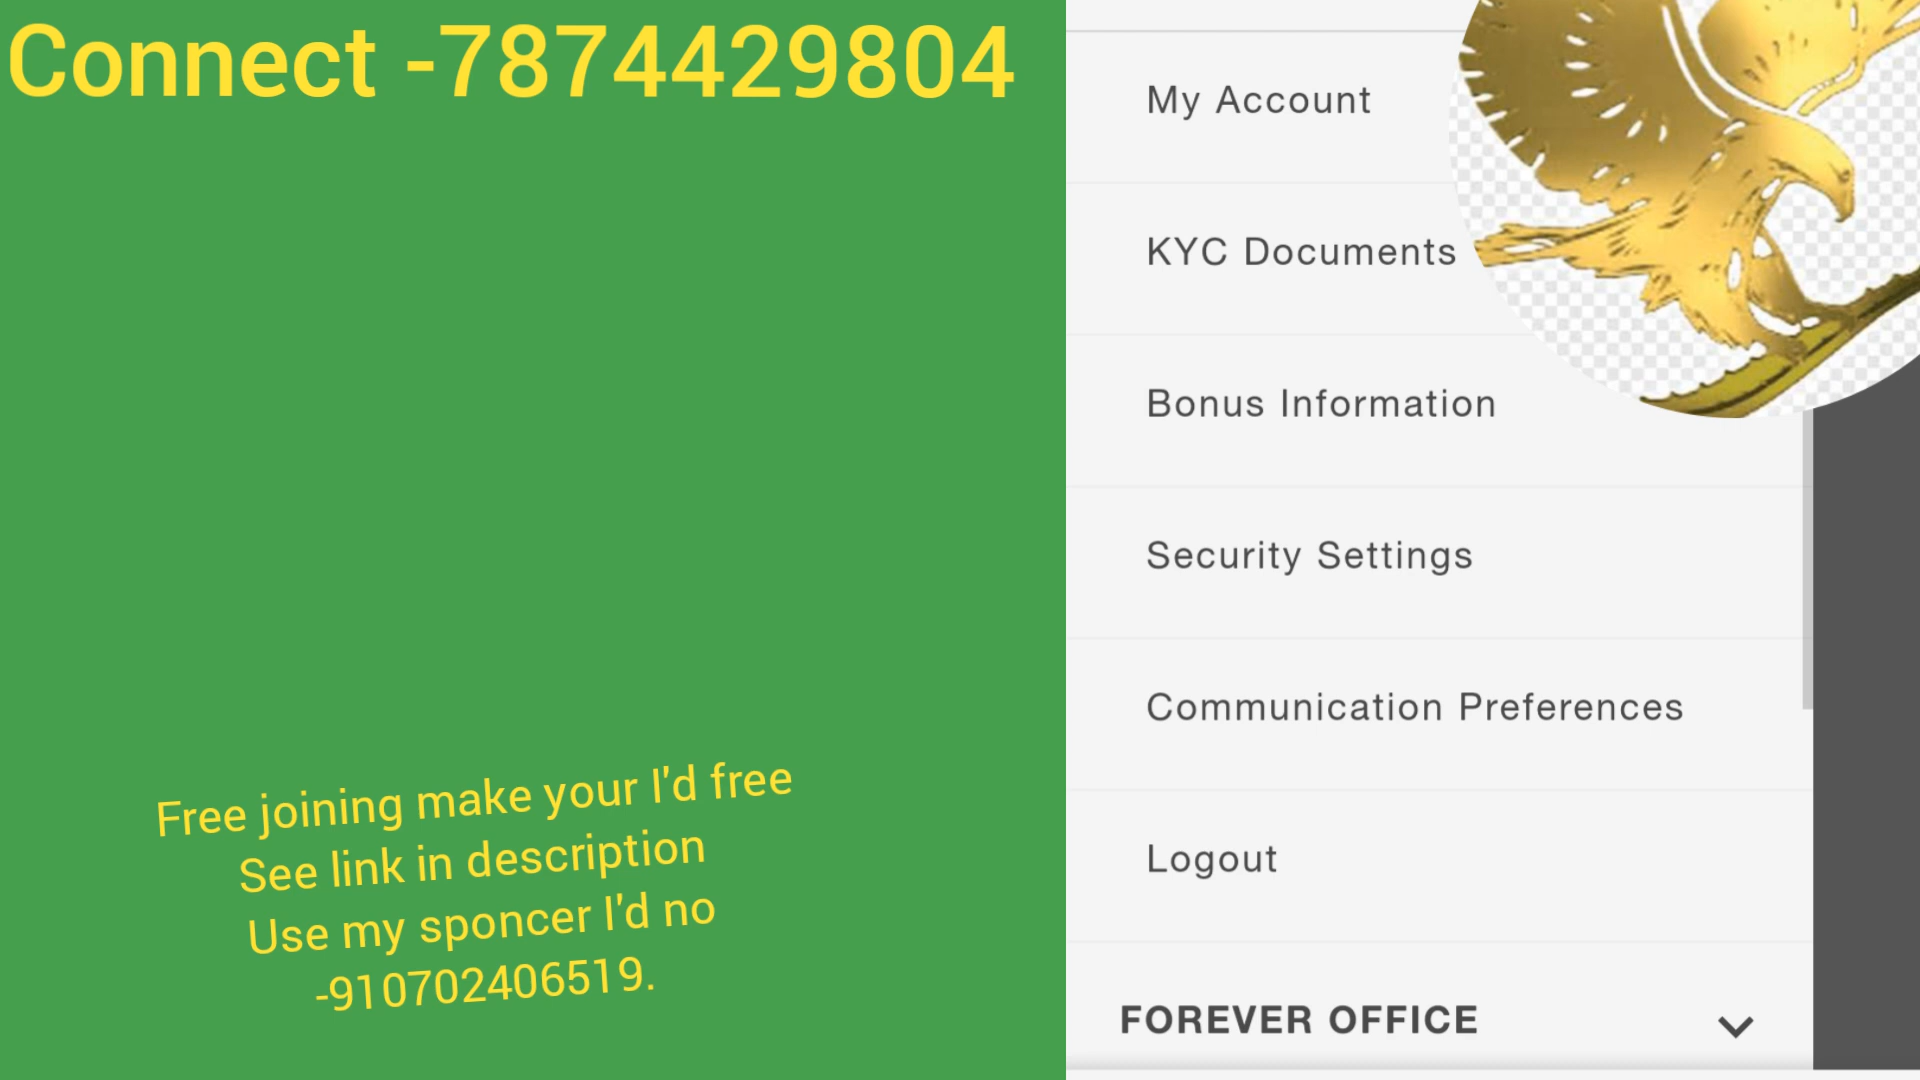 Connect -7874429804
Free joining make your I'd free
See link in description
Use my sponcer I'd no
-910702406519.
My Account
KYC Documents
Bonus Information
Security Settings
Communication Preferences
Logout
FOREVER OFFICE